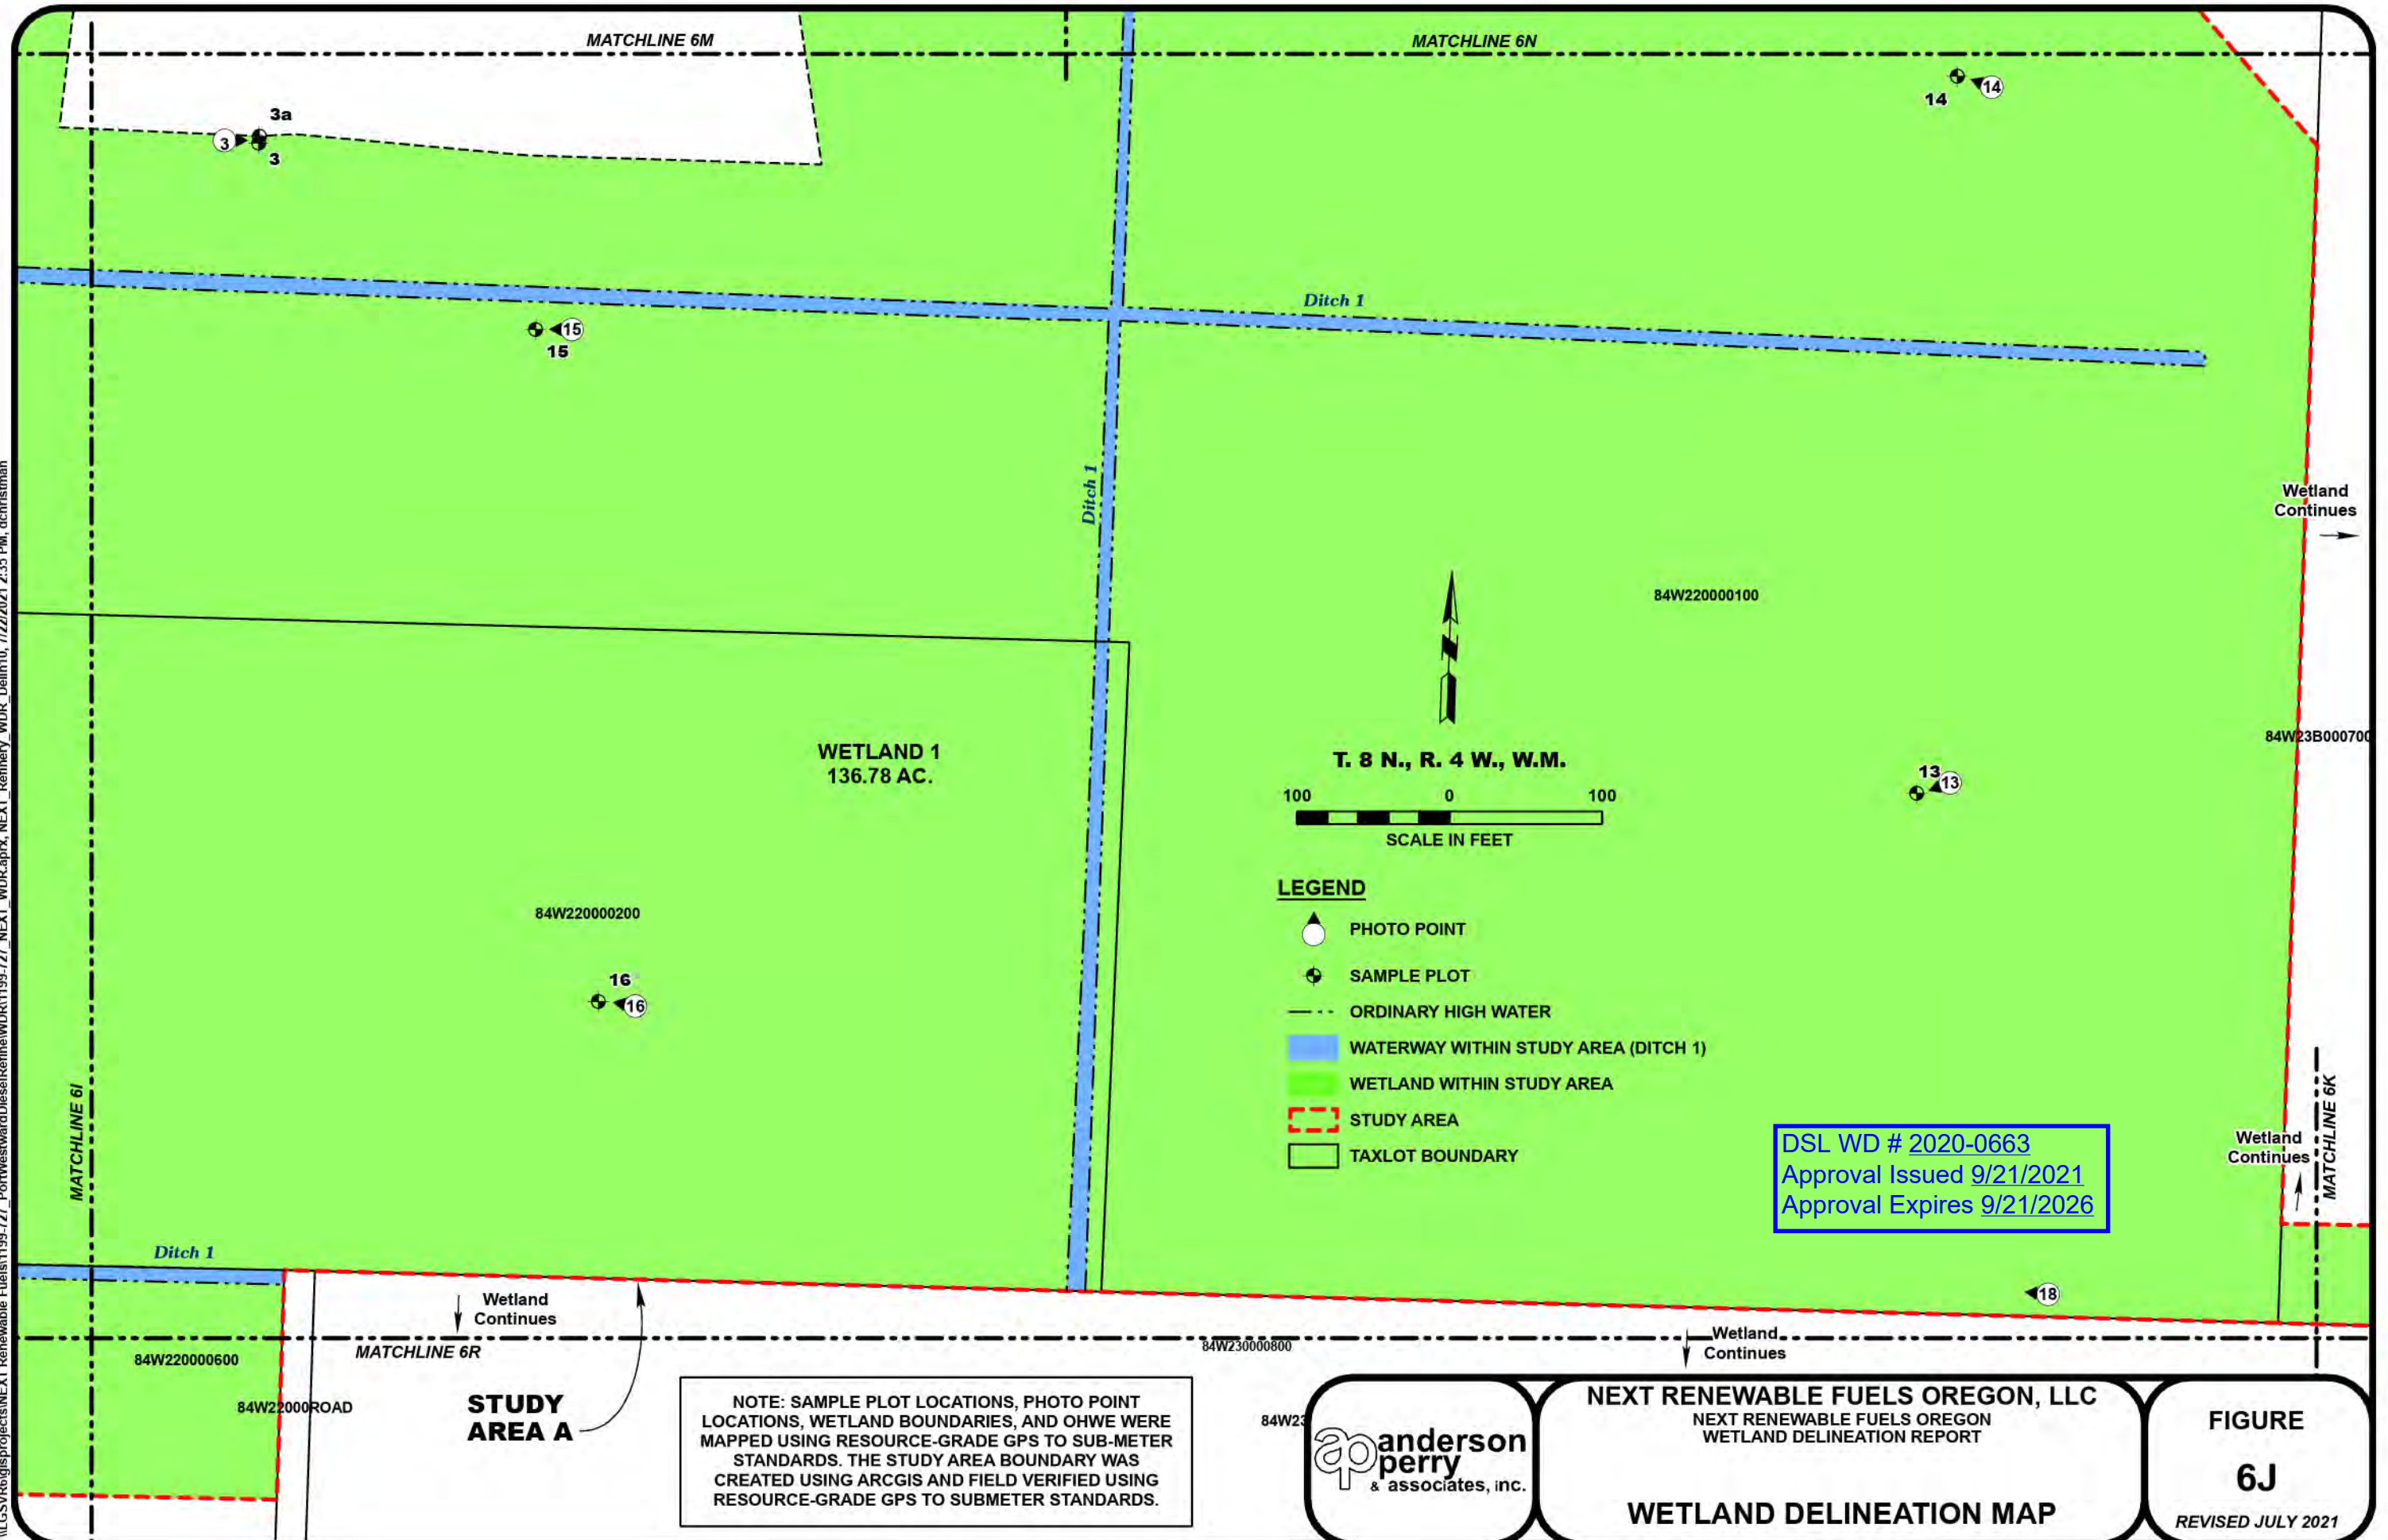 MATCHLINE 6M
MATCHLINE 6N
14
14
3a
3
3
Ditch 1
15
15
Ditch 1
Wetland
Continues
84W220000100
84W23B000700
WETLAND 1
136.78 AC.
T. 8 N., R. 4 W., W.M.
100 0 100
SCALE IN FEET
13
13
LEGEND
PHOTO POINT
SAMPLE PLOT
ORDINARY HIGH WATER
WATERWAY WITHIN STUDY AREA (DITCH 1)
WETLAND WITHIN STUDY AREA
STUDY AREA
TAXLOT BOUNDARY
84W220000200
16
16
MATCHLINE 6I
DSL WD # 2020-0663
Approval Issued 9/21/2021
Approval Expires 9/21/2026
Wetland
Continues
MATCHLINE 6K
Ditch 1
18
Wetland
Continues
Wetland
Continues
84W220000600
MATCHLINE 6R
84W230000800
84W22000ROAD
STUDY
AREA A
NOTE: SAMPLE PLOT LOCATIONS, PHOTO POINT
LOCATIONS, WETLAND BOUNDARIES, AND OHWE WERE
MAPPED USING RESOURCE-GRADE GPS TO SUB-METER
STANDARDS. THE STUDY AREA BOUNDARY WAS
CREATED USING ARCGIS AND FIELD VERIFIED USING
RESOURCE-GRADE GPS TO SUBMETER STANDARDS.
84W23
ap anderson
perry
& associates, inc.
NEXT RENEWABLE FUELS OREGON, LLC
NEXT RENEWABLE FUELS OREGON
WETLAND DELINEATION REPORT
WETLAND DELINEATION MAP
FIGURE
6J
REVISED JULY 2021